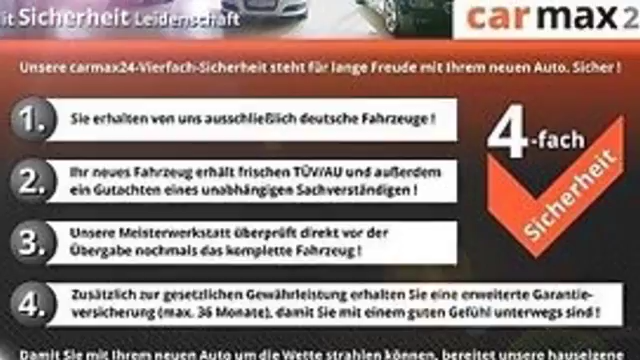 it Sicherheit Leidenschaft
carmax2
Unsere carmax24-Vierfach-Sicherheit steht für lange Freude mit Ihrem neuen Auto. Sicher !
1. Sie erhalten von uns ausschließlich deutsche Fahrzeuge !
4-fach
Sicherheit
2. Ihr neues Fahrzeug erhält frischen TÜV/AU und außerdem
ein Gutachten eines unabhängigen Sachverständigen !
3. Unsere Meisterwerkstatt überprüft direkt vor der
Übergabe nochmals das komplette Fahrzeug !
4. Zusätzlich zur gesetzlichen Gewährleistung erhalten Sie eine erweiterte Garantie-
versicherung (max. 36 Monate), damit Sie mit einem guten Gefühl unterwegs sind !
Damit Sie mit Ihrem neuen Auto um die Wette strahlen können, bereitet unsere hauseigene